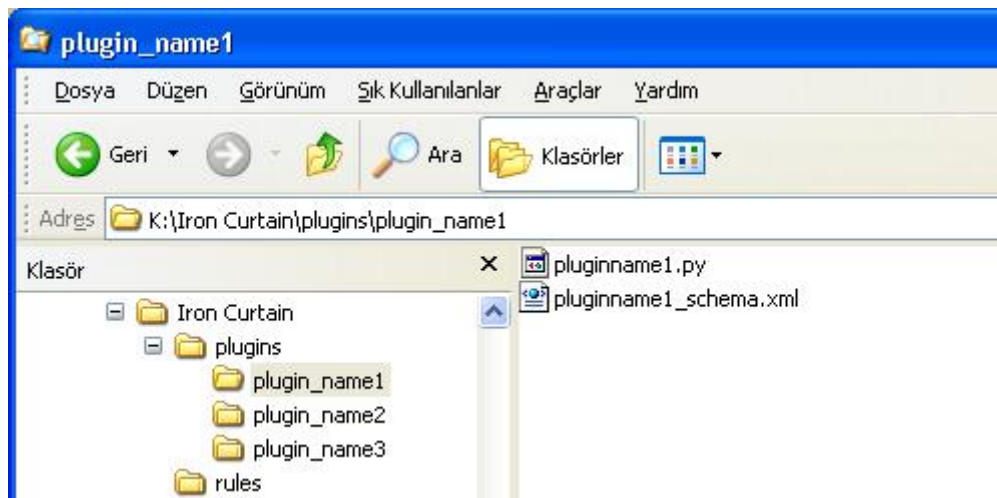 plugin_name1
Dosya Düzen Görünüm Sık Kullanılanlar Araçlar Yardım
Geri Ara Klasörler
Adres K:\Iron Curtain\plugins\plugin_name1
Klasör
Iron Curtain
plugins
plugin_name1
plugin_name2
plugin_name3
rules
pluginname1.py
pluginname1_schema.xml